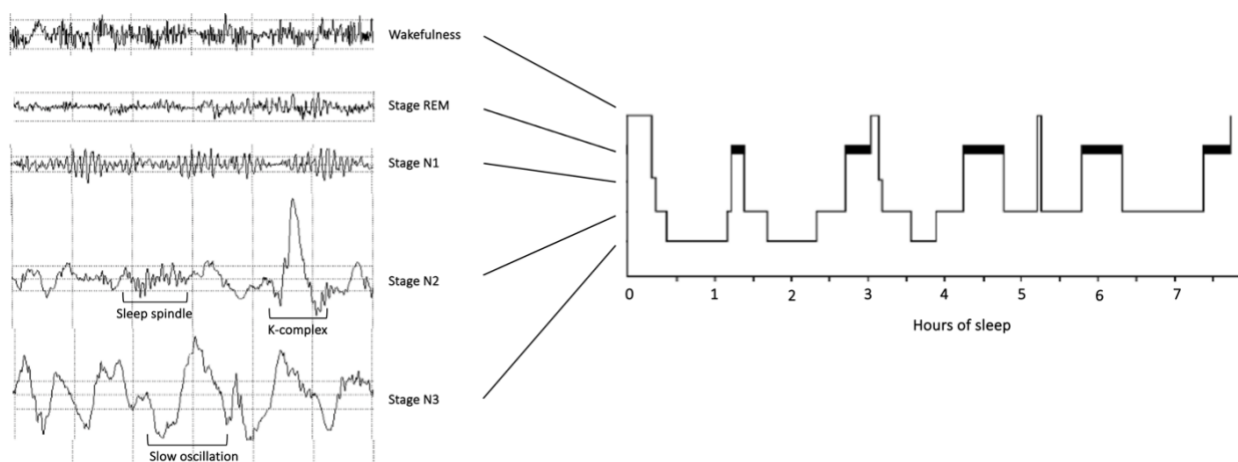 Wakefulness
Stage REM
Stage N1
Stage N2
Sleep spindle
K-complex
Stage N3
Slow oscillation
0 1 2 3 4 5 6 7
Hours of sleep